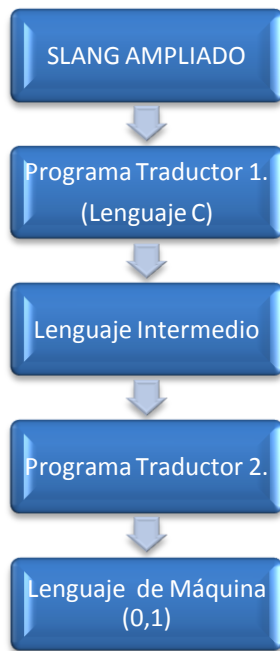 SLANG AMPLIADO
Programa Traductor 1.
(Lenguaje C)
Lenguaje Intermedio
Programa Traductor 2.
Lenguaje de Máquina
(0,1)